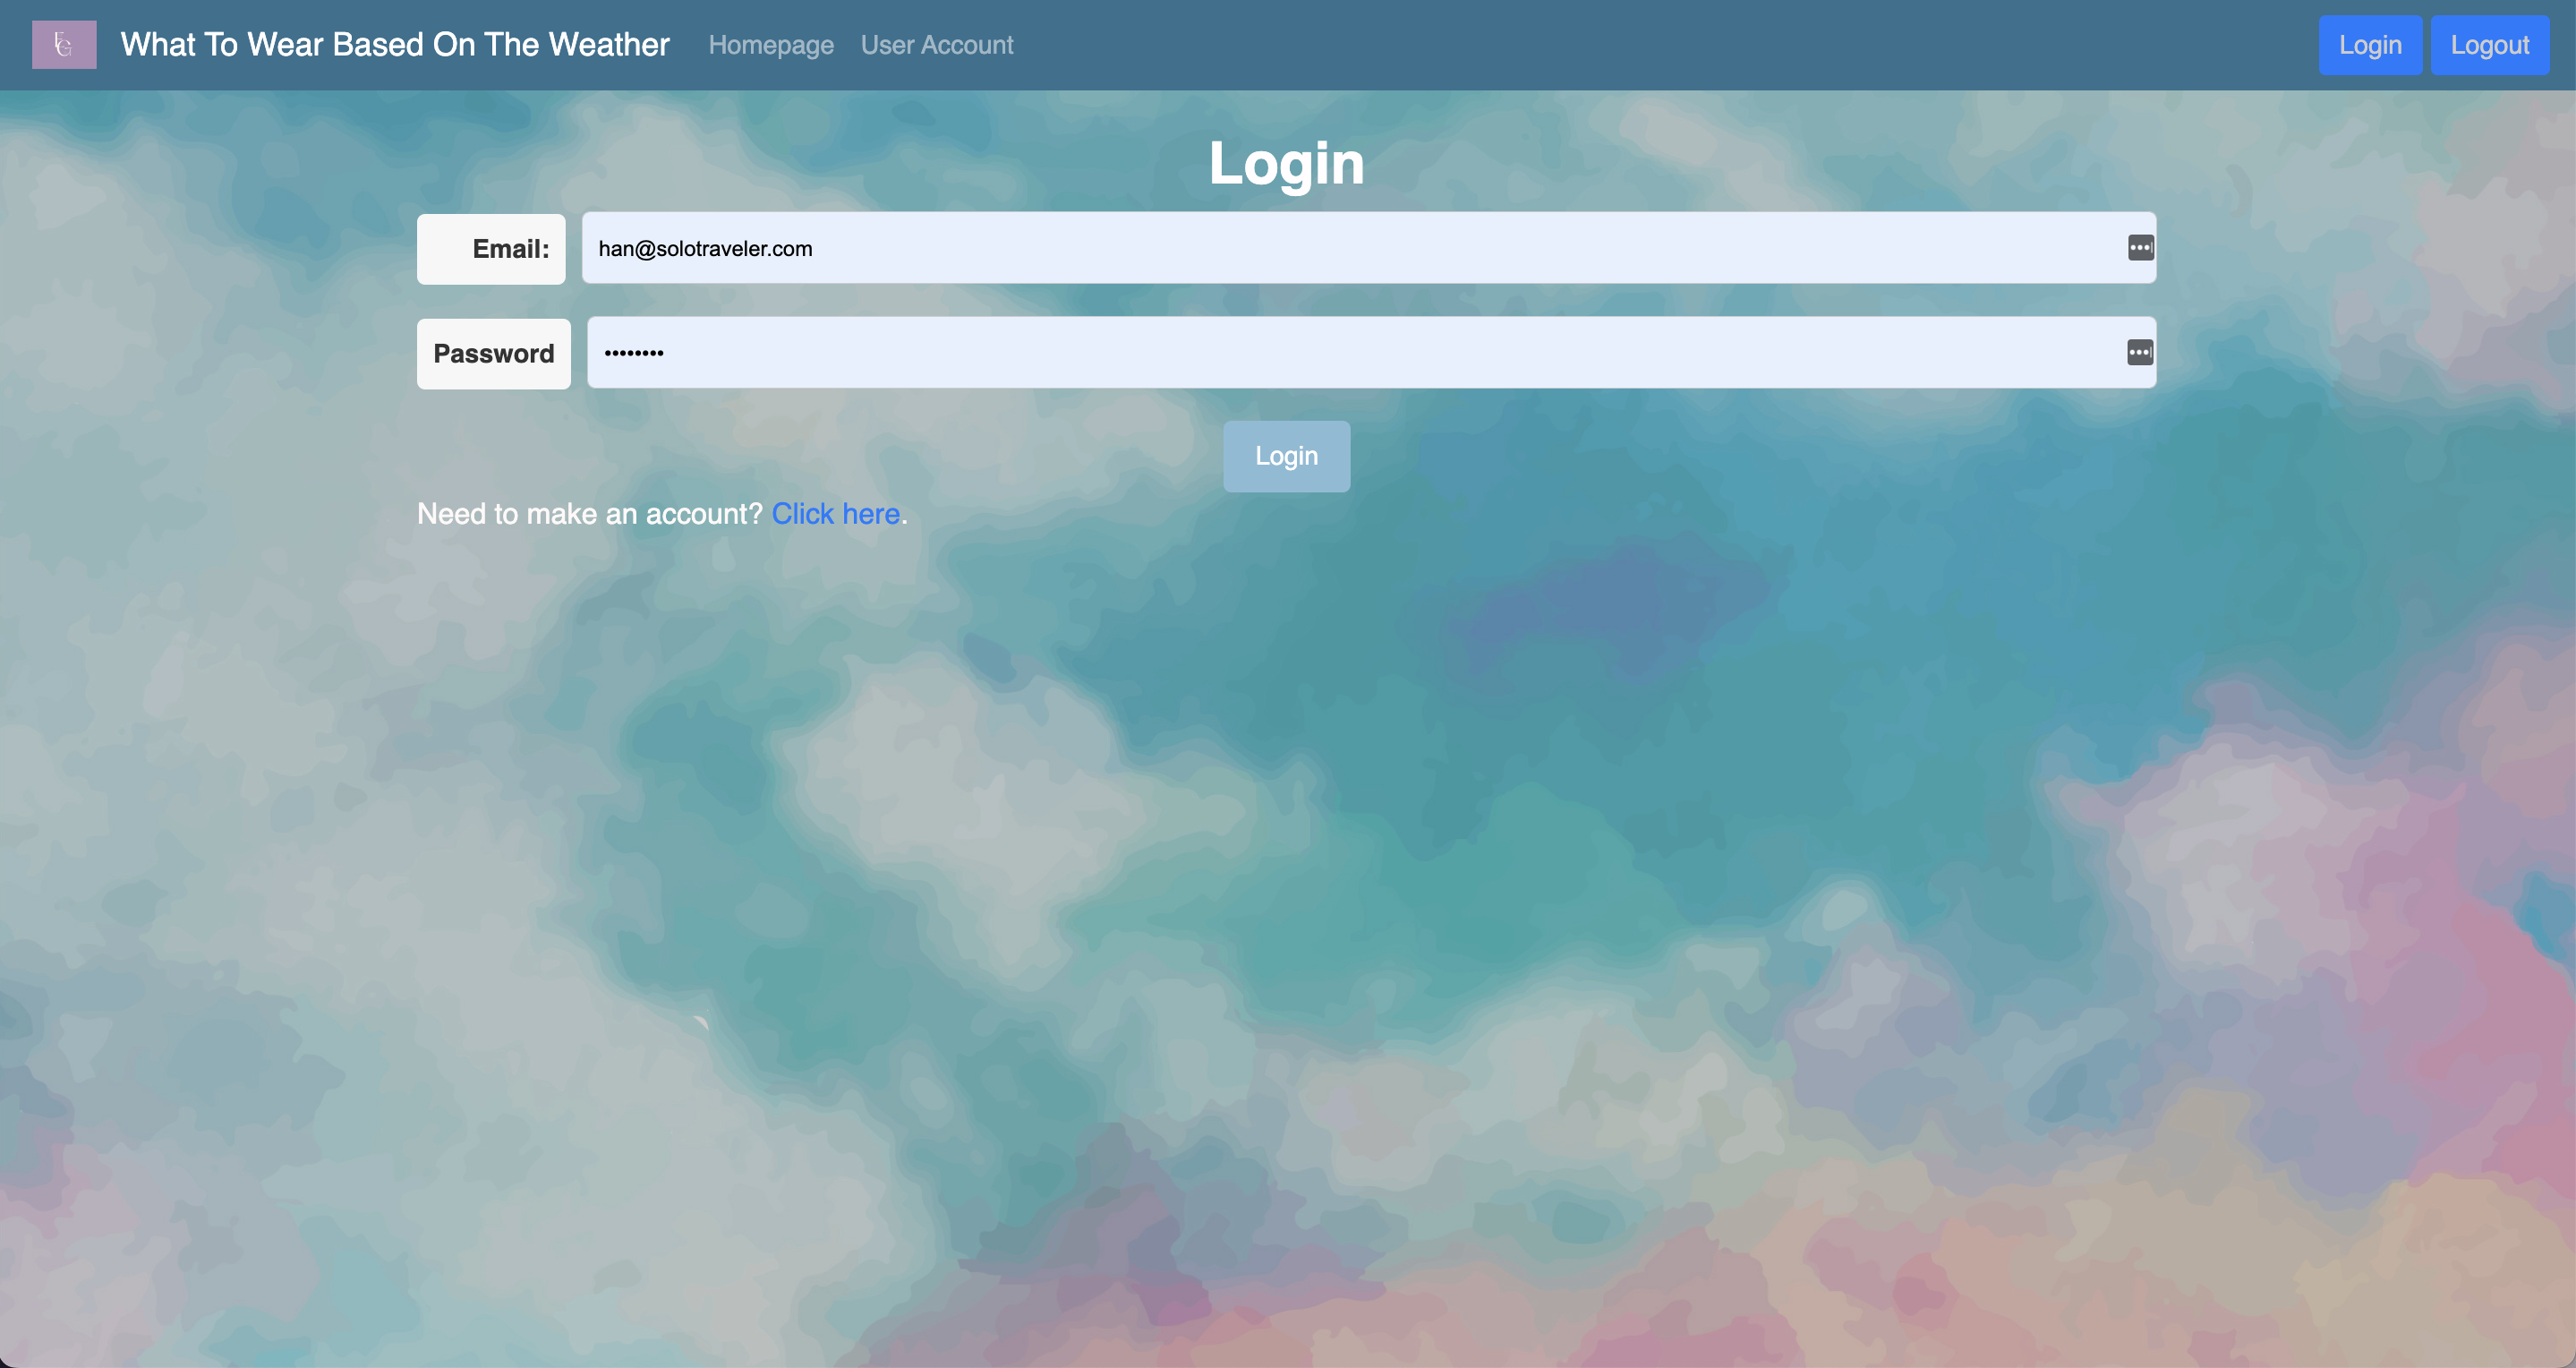 EG What To Wear Based On The Weather Homepage User Account Login Logout
Login
Email: han@solotraveler.com
Password ••••••••
Login
Need to make an account? Click here.